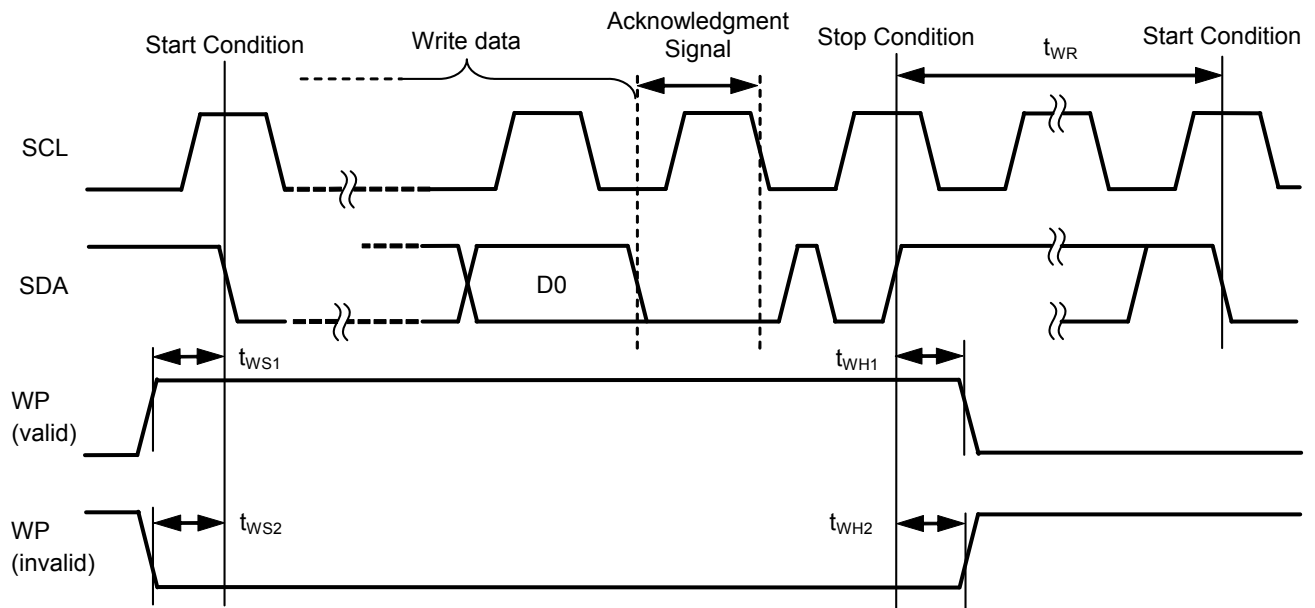 Acknowledgment
Signal
Start Condition
Write data
Stop Condition
tWR
Start Condition
SCL
SDA
D0
tWS1
tWH1
WP
(valid)
tWS2
tWH2
WP
(invalid)